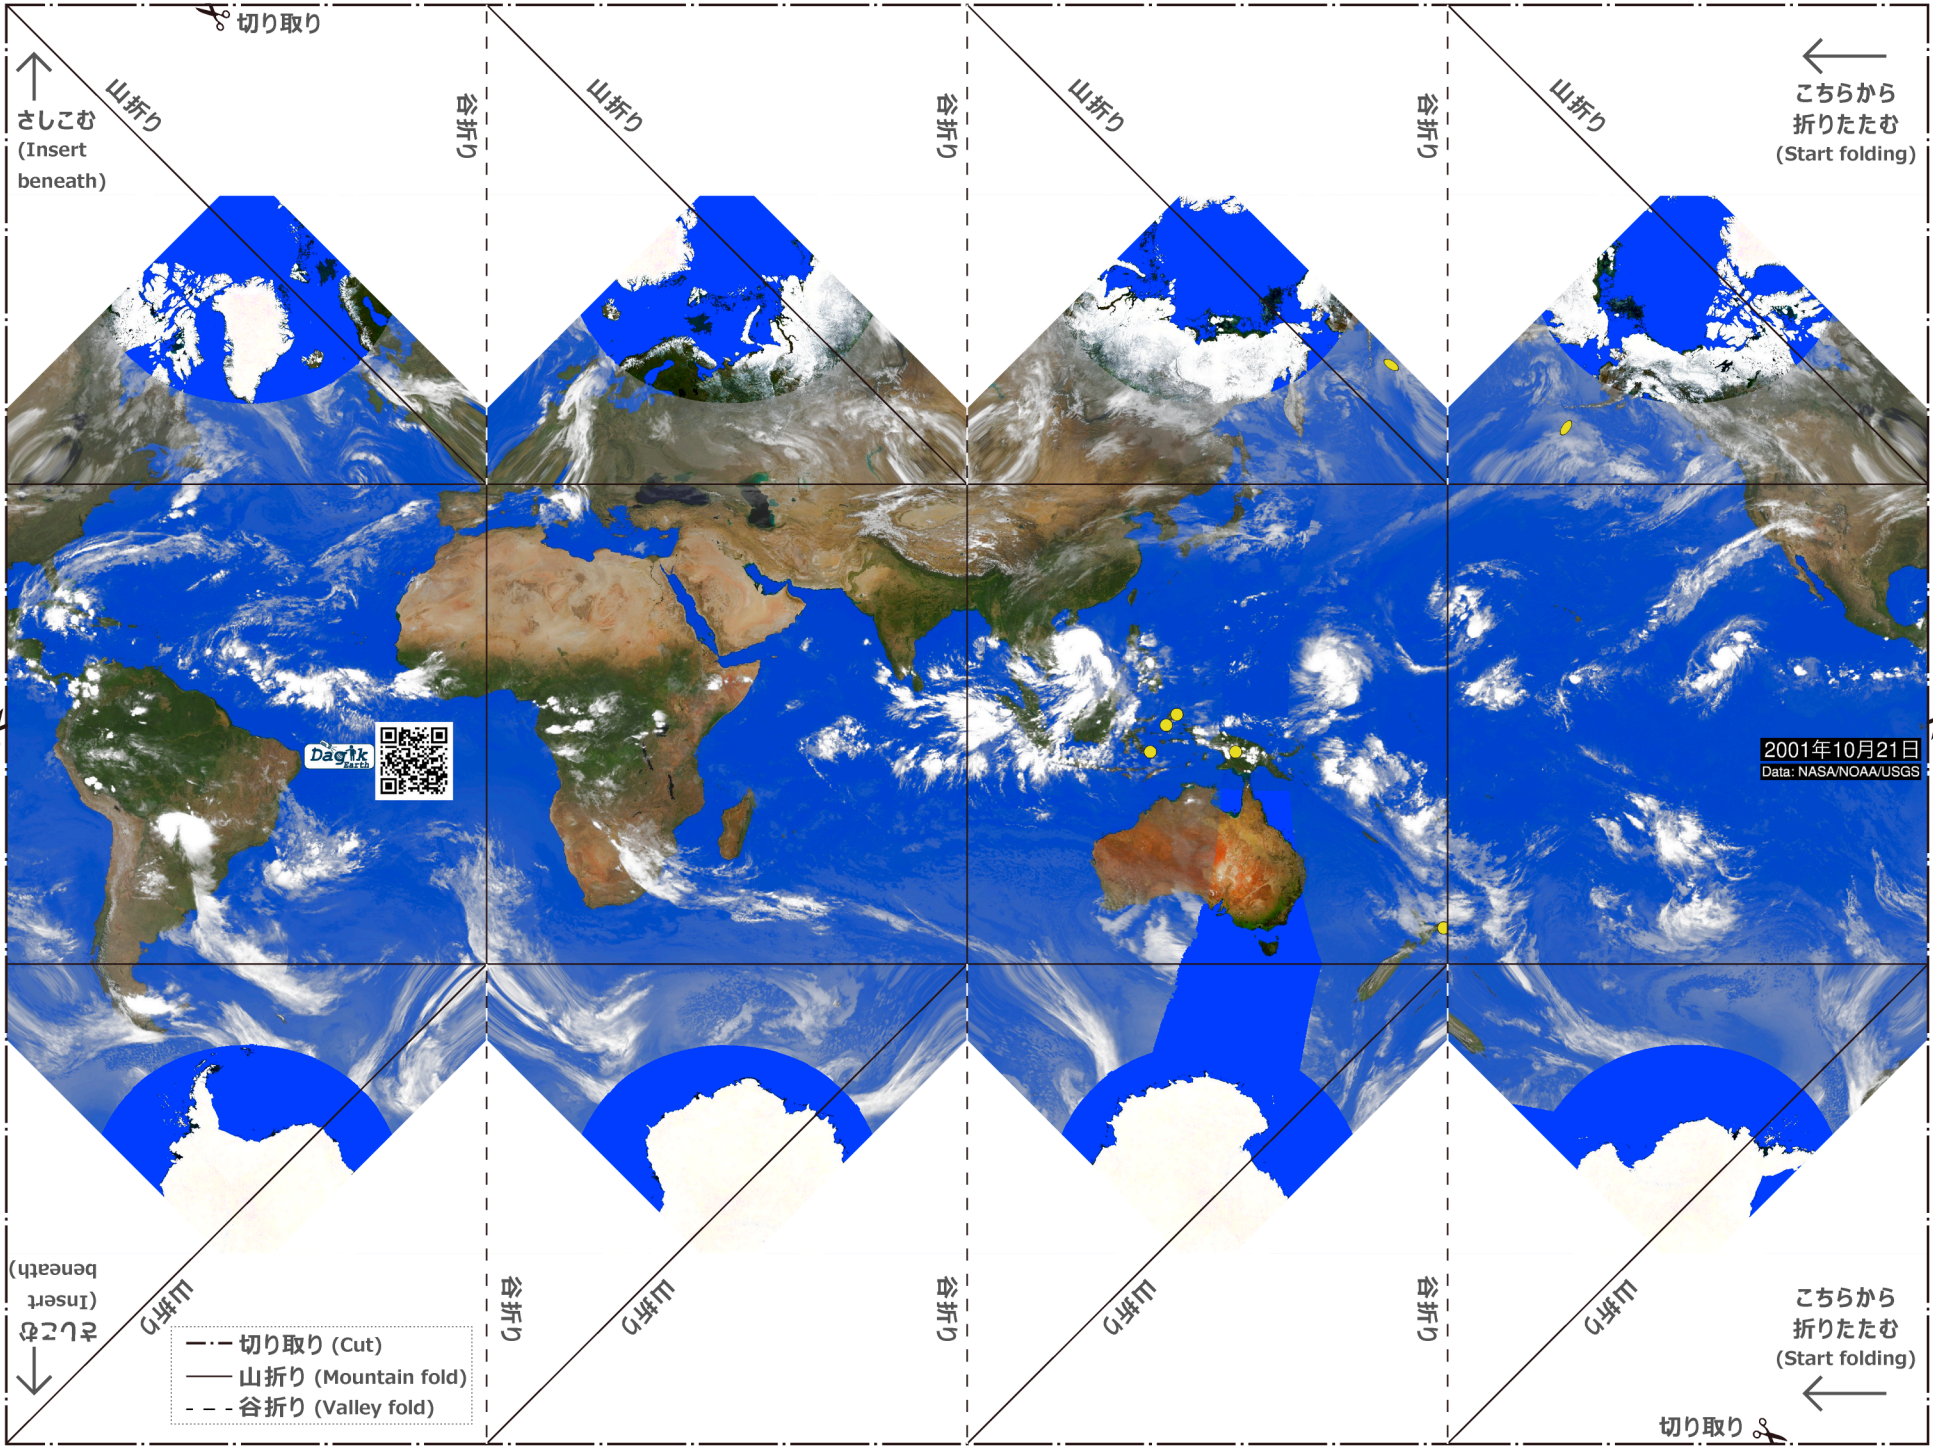 切り取り
山折り
谷折り
山折り
谷折り
山折り
谷折り
山折り
さしこむ
(Insert
beneath)
こちらから
折りたたむ
(Start folding)
Dagik
Earth
2001年10月21日
Data: NASA/NOAA/USGS
さしこむ
(Insert
beneath)
山折り
谷折り
山折り
谷折り
山折り
谷折り
山折り
切り取り (Cut)
山折り (Mountain fold)
谷折り (Valley fold)
こちらから
折りたたむ
(Start folding)
切り取り